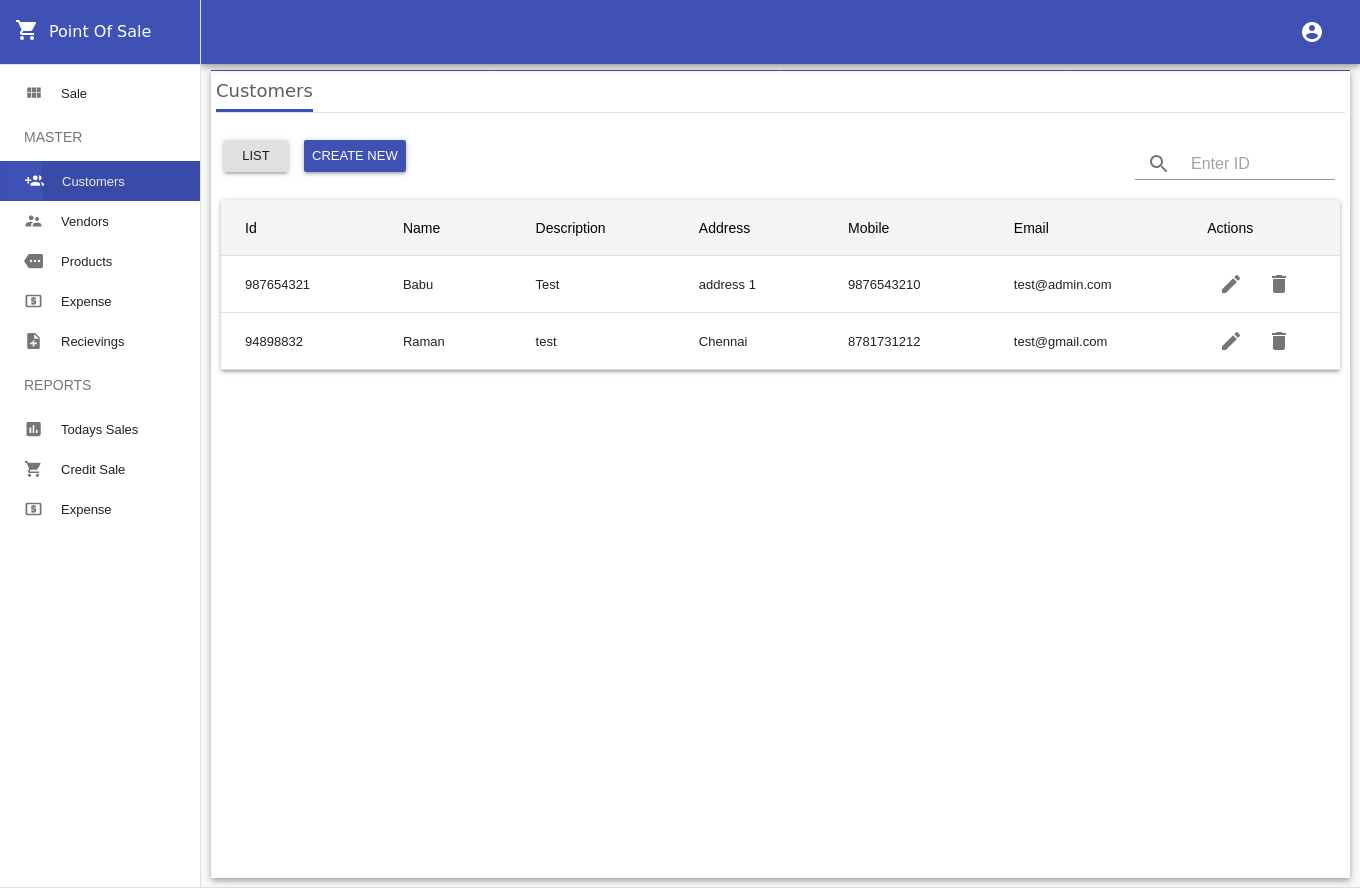 Point Of Sale
Sale
MASTER
Customers
Vendors
Products
Expense
Recievings
REPORTS
Todays Sales
Credit Sale
Expense
Customers
LIST CREATE NEW
Enter ID
Id Name Description Address Mobile Email Actions
987654321 Babu Test address 1 9876543210 test@admin.com
94898832 Raman test Chennai 8781731212 test@gmail.com